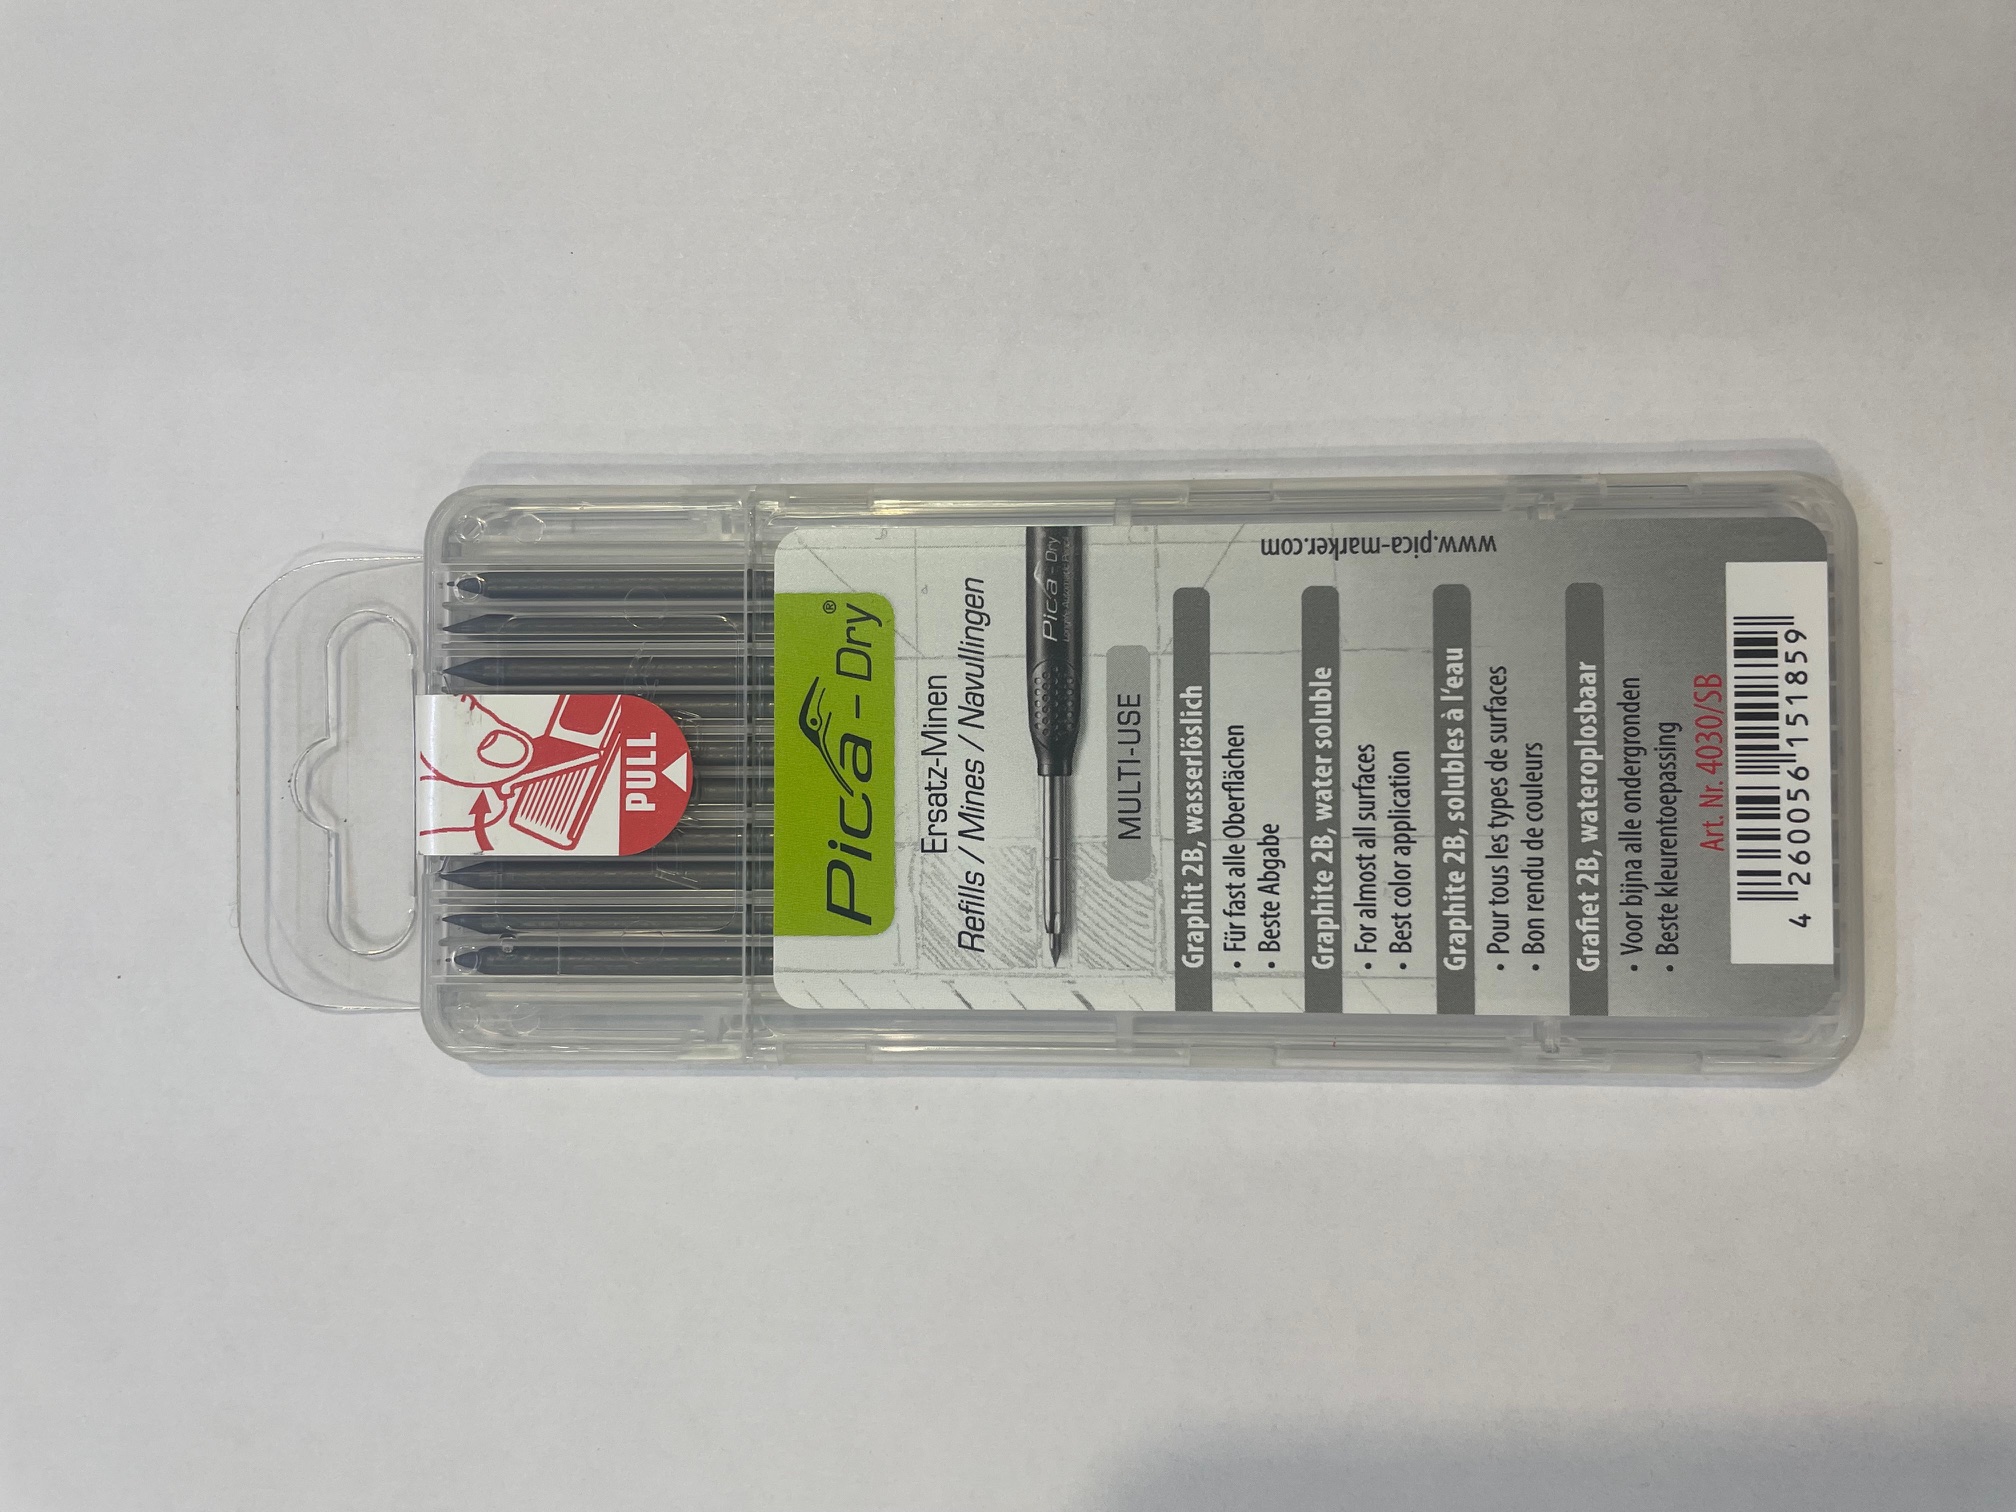 PULL
Pica-Dry®
Ersatz-Minen
Refills / Mines / Navullingen
Pica-Dry
MULTI-USE
Graphit 2B, wasserlöslich
• Für fast alle Oberflächen
• Beste Abgabe
Graphite 2B, water soluble
• For almost all surfaces
• Best color application
Graphite 2B, solubles à l'eau
• Pour tous les types de surfaces
• Bon rendu de couleurs
Grafiet 2B, wateroplosbaar
• Voor bijna alle ondergronden
• Beste kleurentoepassing
www.pica-marker.com
Art. Nr. 4030/SB
4 260056 151859